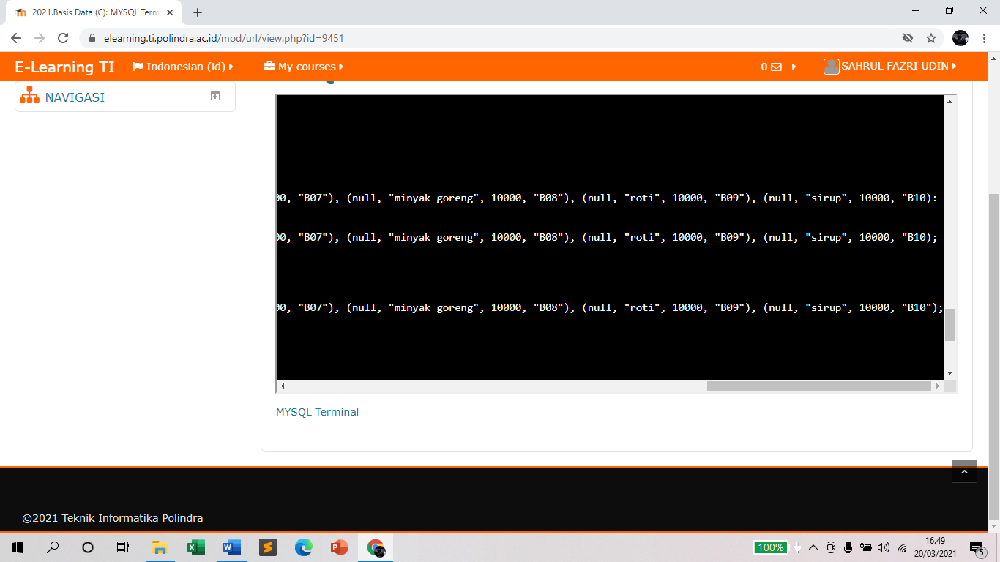 2021.Basis Data (C): MYSQL Term
elearning.ti.polindra.ac.id/mod/url/view.php?id=9451
E-Learning TI Indonesian (id) My courses 0 SAHRUL FAZRI UDIN
NAVIGASI
00, "B07"), (null, "minyak goreng", 10000, "B08"), (null, "roti", 10000, "B09"), (null, "sirup", 10000, "B10):
00, "B07"), (null, "minyak goreng", 10000, "B08"), (null, "roti", 10000, "B09"), (null, "sirup", 10000, "B10);
00, "B07"), (null, "minyak goreng", 10000, "B08"), (null, "roti", 10000, "B09"), (null, "sirup", 10000, "B10");
MYSQL Terminal
©2021 Teknik Informatika Polindra
100%
16.49
20/03/2021
5